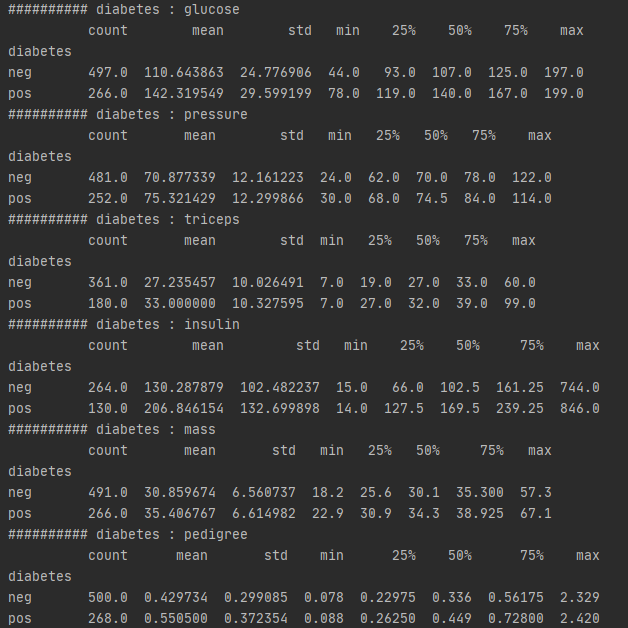 ########## diabetes : glucose
          count        mean        std   min    25%    50%    75%    max
diabetes
neg       497.0  110.643863  24.776906  44.0   93.0  107.0  125.0  197.0
pos       266.0  142.319549  29.599199  78.0  119.0  140.0  167.0  199.0
########## diabetes : pressure
          count       mean        std   min   25%   50%   75%    max
diabetes
neg       481.0  70.877339  12.161223  24.0  62.0  70.0  78.0  122.0
pos       252.0  75.321429  12.299866  30.0  68.0  74.5  84.0  114.0
########## diabetes : triceps
          count       mean        std  min   25%   50%   75%   max
diabetes
neg       361.0  27.235457  10.026491  7.0  19.0  27.0  33.0  60.0
pos       180.0  33.000000  10.327595  7.0  27.0  32.0  39.0  99.0
########## diabetes : insulin
          count        mean         std   min    25%    50%     75%    max
diabetes
neg       264.0  130.287879  102.482237  15.0   66.0  102.5  161.25  744.0
pos       130.0  206.846154  132.699898  14.0  127.5  169.5  239.25  846.0
########## diabetes : mass
          count       mean       std   min   25%   50%     75%   max
diabetes
neg       491.0  30.859674  6.560737  18.2  25.6  30.1  35.300  57.3
pos       266.0  35.406767  6.614982  22.9  30.9  34.3  38.925  67.1
########## diabetes : pedigree
          count      mean       std    min      25%    50%      75%    max
diabetes
neg       500.0  0.429734  0.299085  0.078  0.22975  0.336  0.56175  2.329
pos       268.0  0.550500  0.372354  0.088  0.26250  0.449  0.72800  2.420